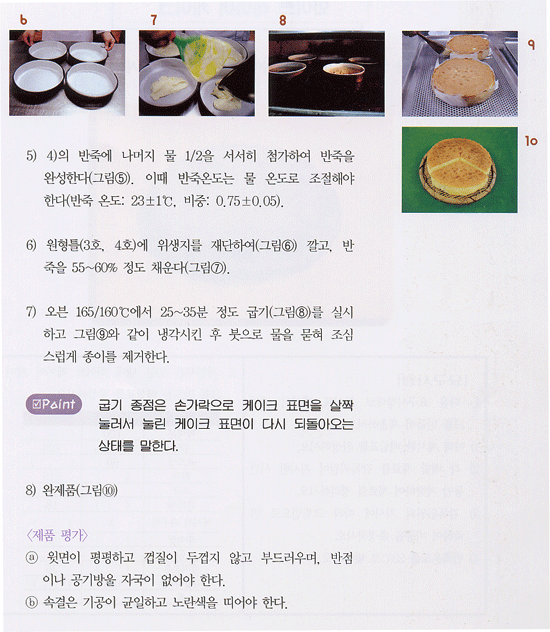 6 7 8
9
10
5) 4)의 반죽에 나머지 물 1/2을 서서히 첨가하여 반죽을
완성한다(그림⑤). 이때 반죽온도는 물 온도로 조절해야
한다(반죽 온도: 23±1℃, 비중: 0.75±0.05).
6) 원형틀(3호, 4호)에 위생지를 재단하여(그림⑥) 깔고, 반
죽을 55~60% 정도 채운다(그림⑦).
7) 오븐 165/160℃에서 25~35분 정도 굽기(그림⑧)를 실시
하고 그림⑨와 같이 냉각시킨 후 붓으로 물을 묻혀 조심
스럽게 종이를 제거한다.
Point 굽기 종점은 손가락으로 케이크 표면을 살짝
눌러서 눌린 케이크 표면이 다시 되돌아오는
상태를 말한다.
8) 완제품(그림⑩)
〈제품 평가〉
ⓐ 윗면이 평평하고 껍질이 두껍지 않고 부드러우며, 반점
이나 공기방울 자국이 없어야 한다.
ⓑ 속결은 기공이 균일하고 노란색을 띠어야 한다.